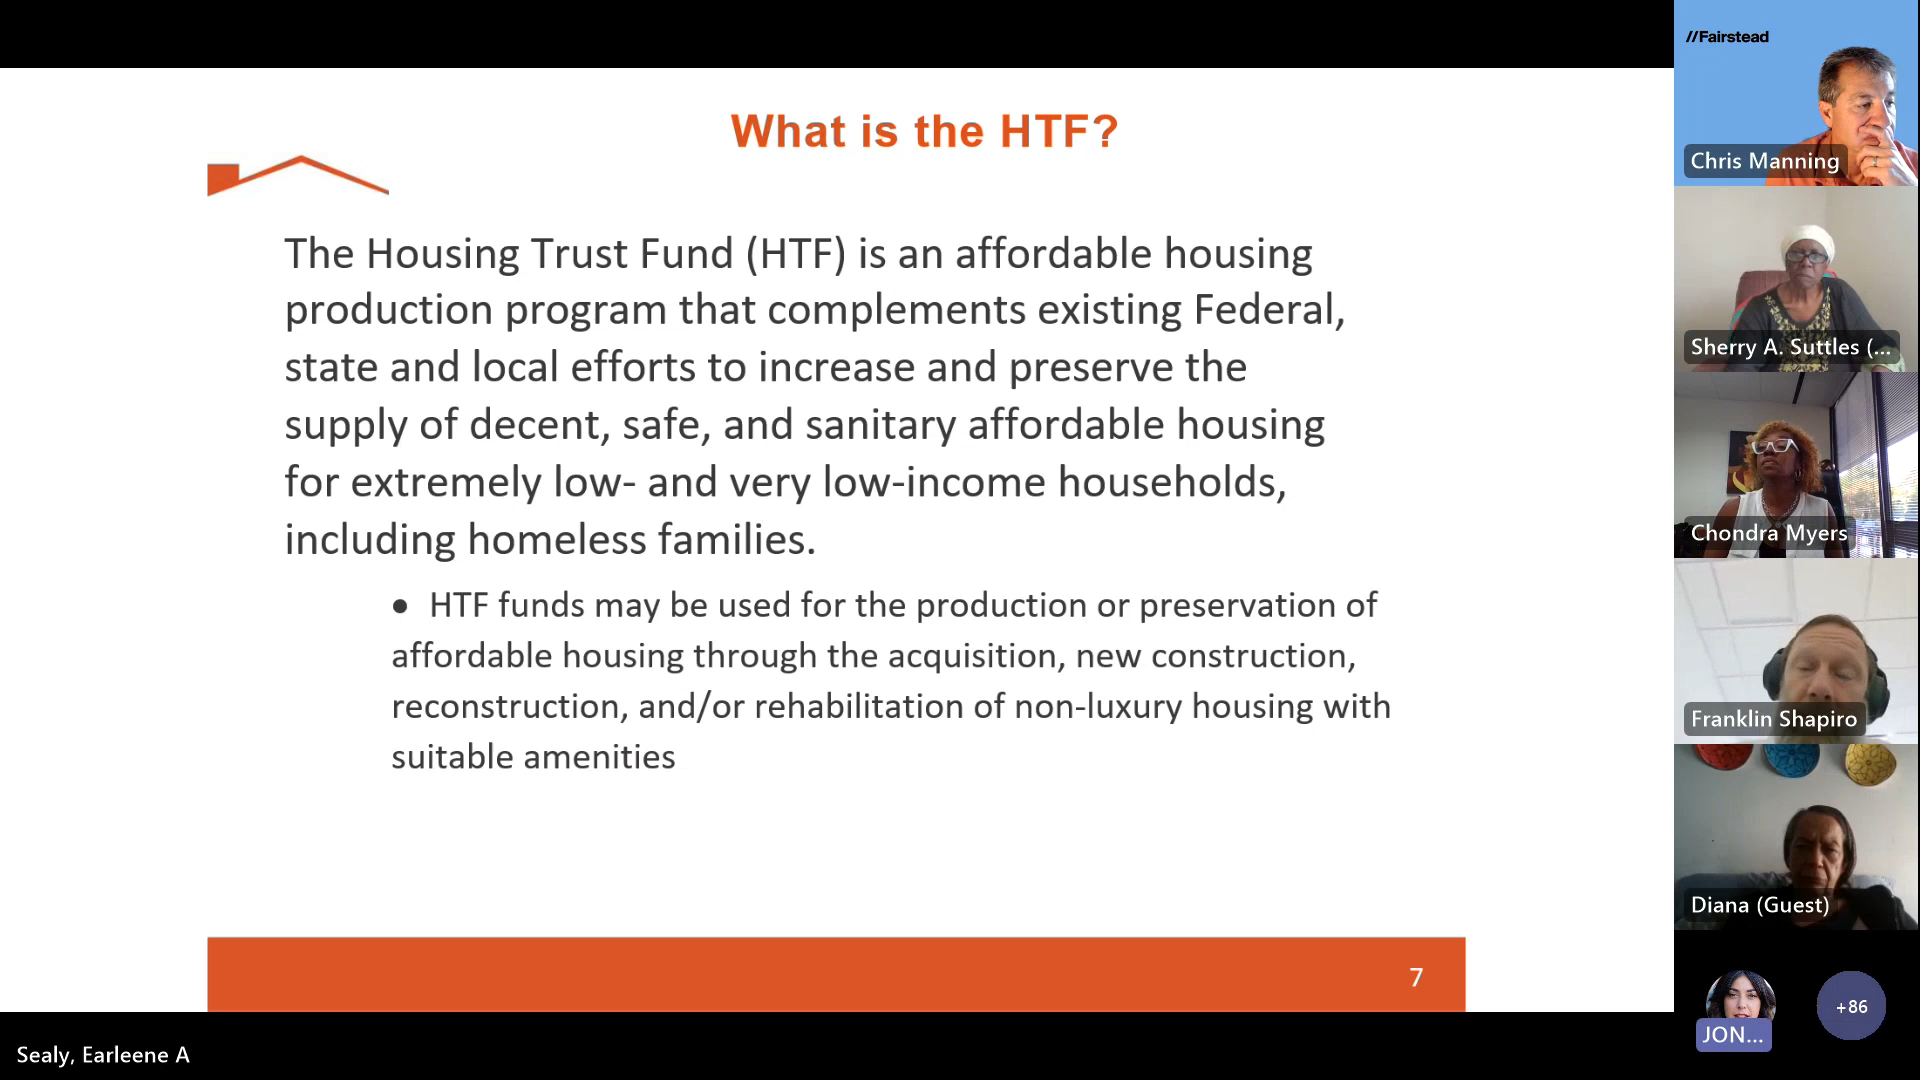 What is the HTF?
The Housing Trust Fund (HTF) is an affordable housing
production program that complements existing Federal,
state and local efforts to increase and preserve the
supply of decent, safe, and sanitary affordable housing
for extremely low- and very low-income households,
including homeless families.
• HTF funds may be used for the production or preservation of
affordable housing through the acquisition, new construction,
reconstruction, and/or rehabilitation of non-luxury housing with
suitable amenities
7
Sealy, Earleene A
//Fairstead
Chris Manning
Sherry A. Suttles (...
Chondra Myers
Franklin Shapiro
Diana (Guest)
JON...
+86